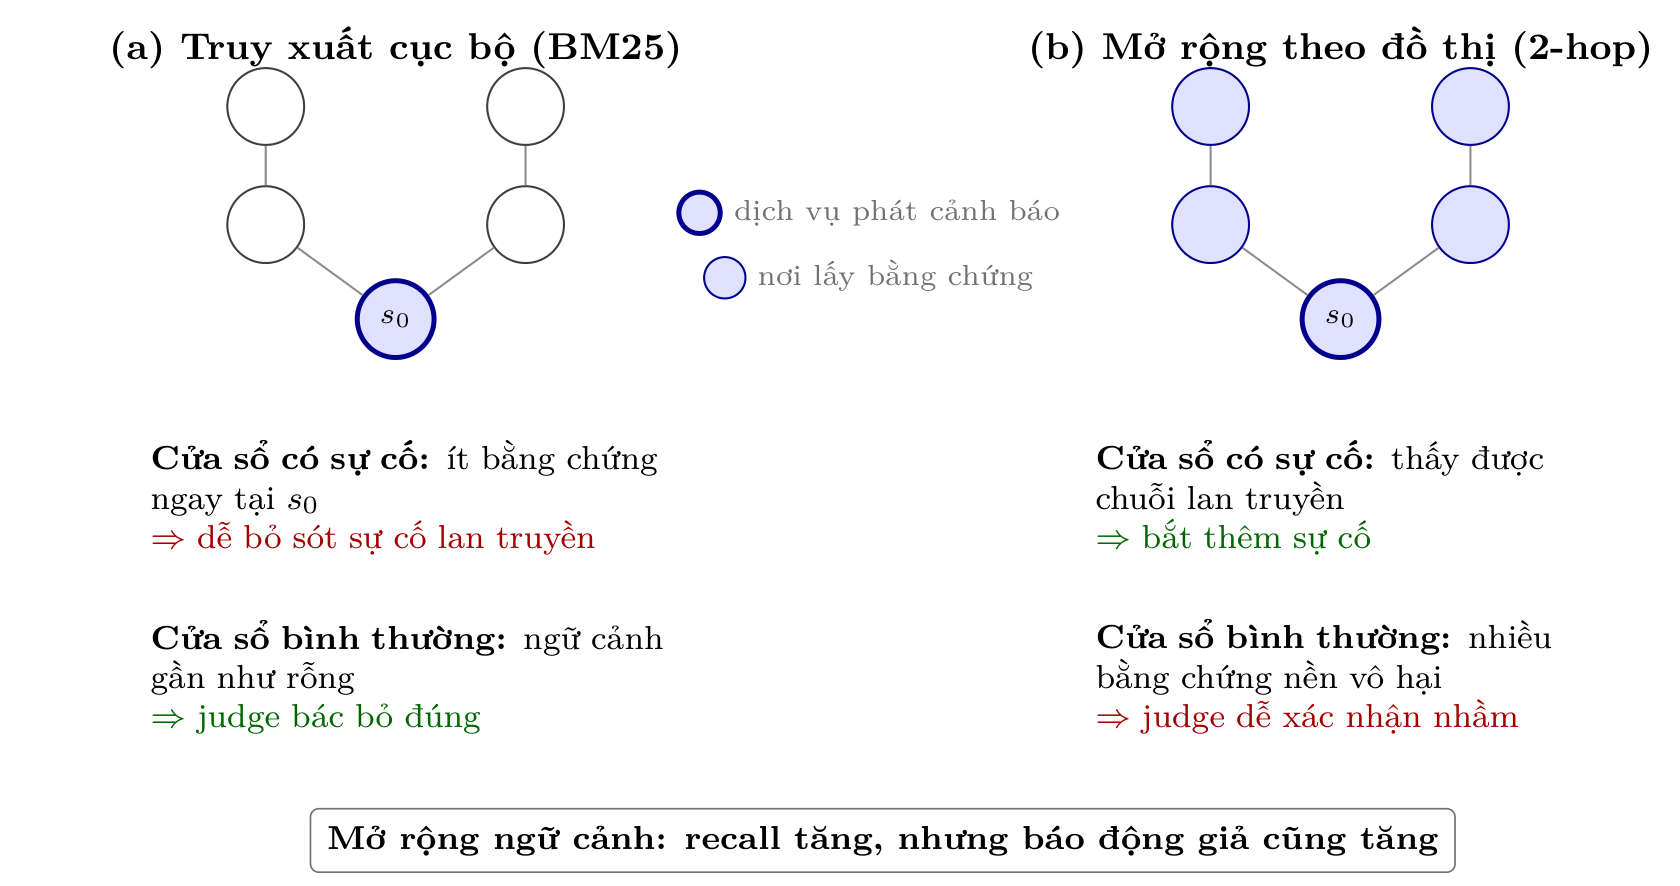 (a) Truy xuất cục bộ (BM25)
(b) Mở rộng theo đồ thị (2-hop)
dịch vụ phát cảnh báo
nơi lấy bằng chứng
s₀
s₀
Cửa sổ có sự cố: ít bằng chứng
ngay tại s₀
⇒ dễ bỏ sót sự cố lan truyền
Cửa sổ bình thường: ngữ cảnh
gần như rỗng
⇒ judge bác bỏ đúng
Cửa sổ có sự cố: thấy được
chuỗi lan truyền
⇒ bắt thêm sự cố
Cửa sổ bình thường: nhiều
bằng chứng nền vô hại
⇒ judge dễ xác nhận nhầm
Mở rộng ngữ cảnh: recall tăng, nhưng báo động giả cũng tăng